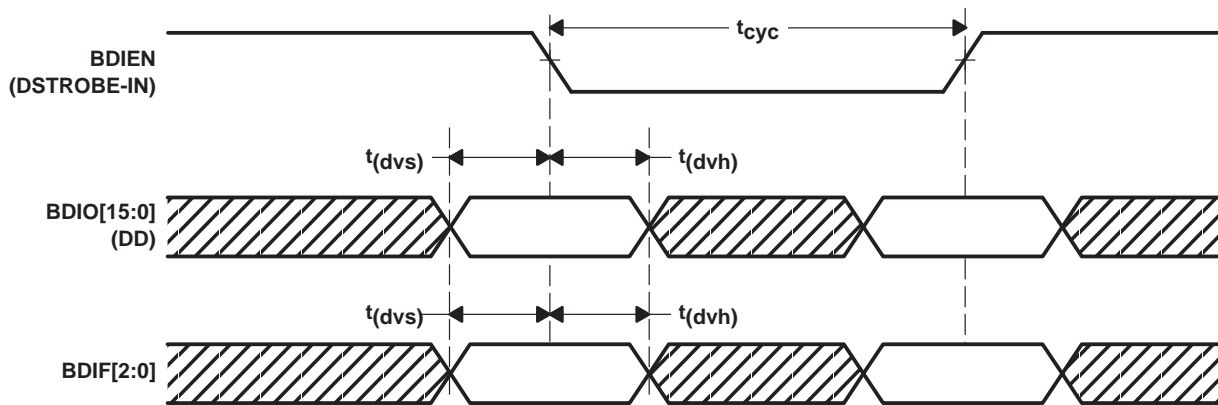 tcyc
BDIEN
(DSTROBE-IN)
t(dvs)
t(dvh)
BDIO[15:0]
(DD)
t(dvs)
t(dvh)
BDIF[2:0]